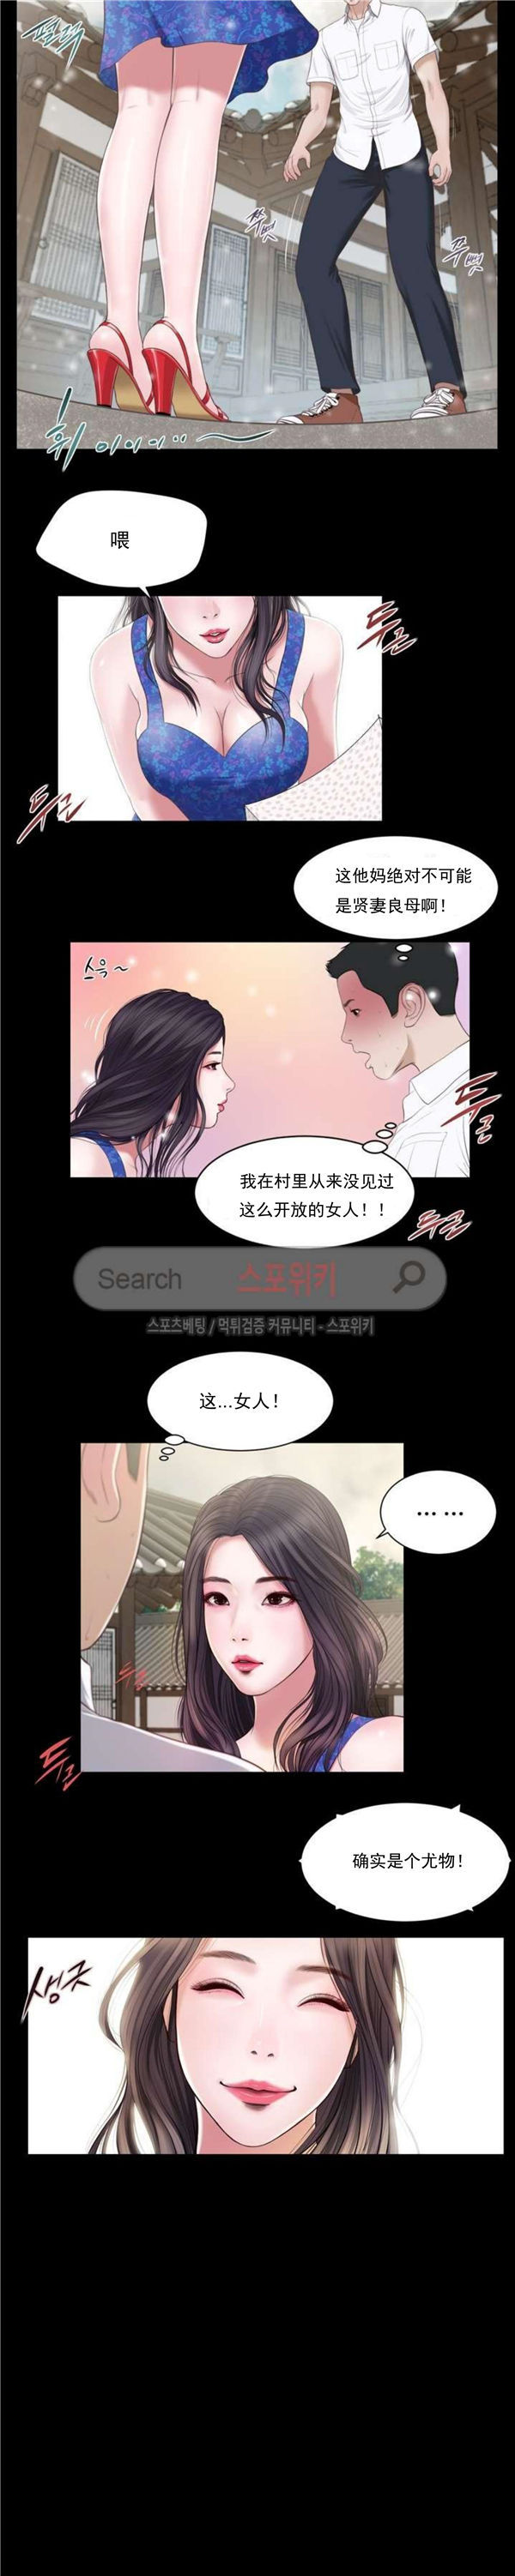 펄럭
쭈뼛
쭈뼛
휘이이이..~
喂
두근
두근
这他妈绝对不可能
是贤妻良母啊！
스윽~
두근
我在村里从来没见过
这么开放的女人！！
두근
Search 스포위키
스포츠베팅 / 먹튀검증 커뮤니티 - 스포위키
这...女人！
... ...
두근
두근
确实是个尤物！
생긋